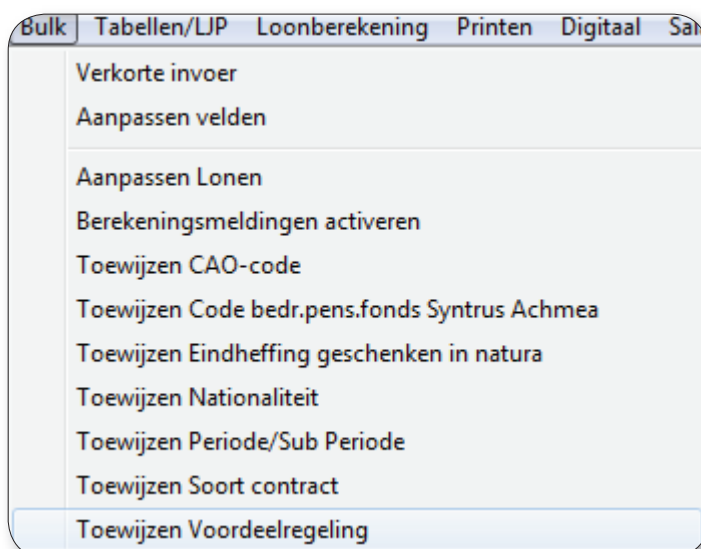 Bulk Tabellen/LJP Loonberekening Printen Digitaal
Verkorte invoer
Aanpassen velden
Aanpassen Lonen
Berekeningsmeldingen activeren
Toewijzen CAO-code
Toewijzen Code bedr.pens.fonds Syntrus Achmea
Toewijzen Eindheffing geschenken in natura
Toewijzen Nationaliteit
Toewijzen Periode/Sub Periode
Toewijzen Soort contract
Toewijzen Voordeelregeling